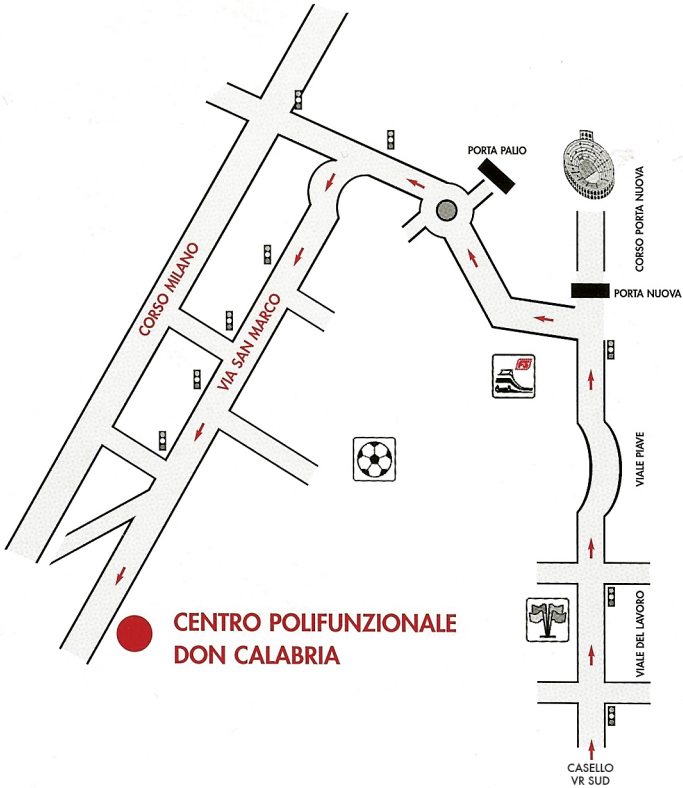 PORTA PALIO
CORSO PORTA NUOVA
PORTA NUOVA
CORSO MILANO
VIA SAN MARCO
FS
VIALE PIAVE
VIALE DEL LAVORO
CENTRO POLIFUNZIONALE
DON CALABRIA
CASELLO
VR SUD